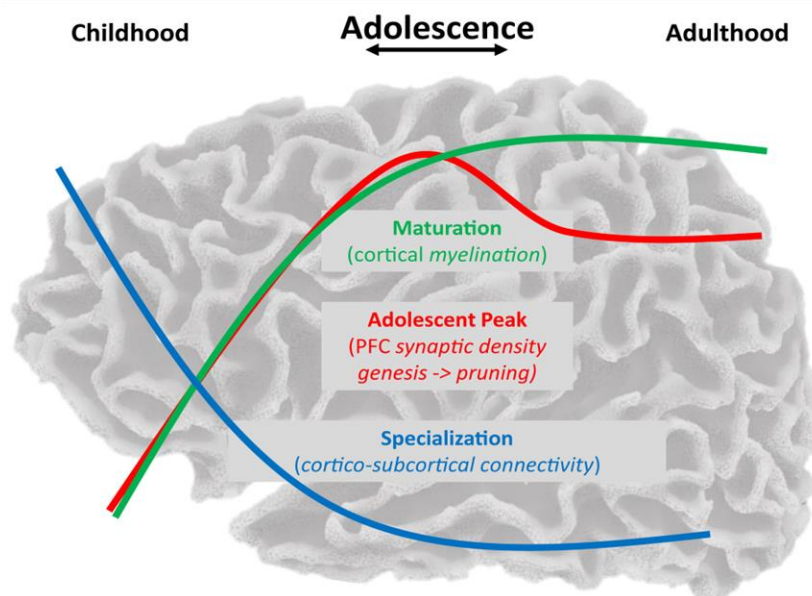 Childhood
Adolescence
Adulthood
Maturation
(cortical myelination)
Adolescent Peak
(PFC synaptic density
genesis -> pruning)
Specialization
(cortico-subcortical connectivity)